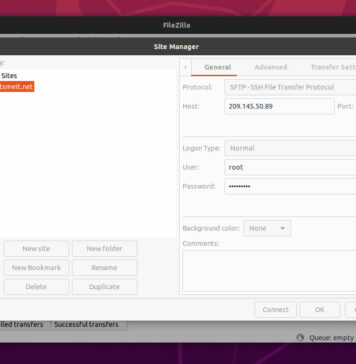 FileZilla
Site Manager
y:
Sites
tsmeit.net
General Advanced Transfer Sett
Protocol: SFTP - SSH File Transfer Protocol
Host: 209.145.50.89 Port:
Logon Type: Normal
User: root
Password: •••••••••
Background color: None
Comments:
New site New folder
New Bookmark Rename
Delete Duplicate
Connect OK C
iled transfers Successful transfers
Queue: empty